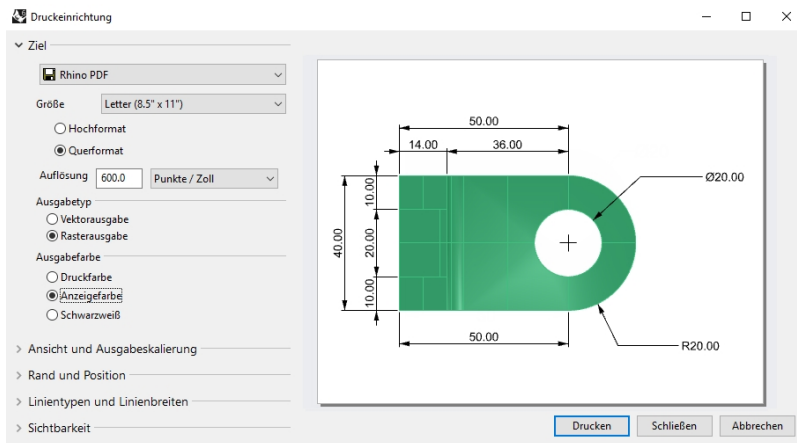 Druckeinrichtung
Ziel
Rhino PDF
Größe Letter (8.5" x 11")
Hochformat
Querformat
Auflösung 600.0 Punkte / Zoll
Ausgabetyp
Vektorausgabe
Rasterausgabe
Ausgabefarbe
Druckfarbe
Anzeigefarbe
Schwarzweiß
Ansicht und Ausgabeskalierung
Rand und Position
Linientypen und Linienbreiten
Sichtbarkeit
50.00
14.00 36.00
Ø20.00
10.00
40.00 20.00
10.00
50.00
R20.00
Drucken Schließen Abbrechen